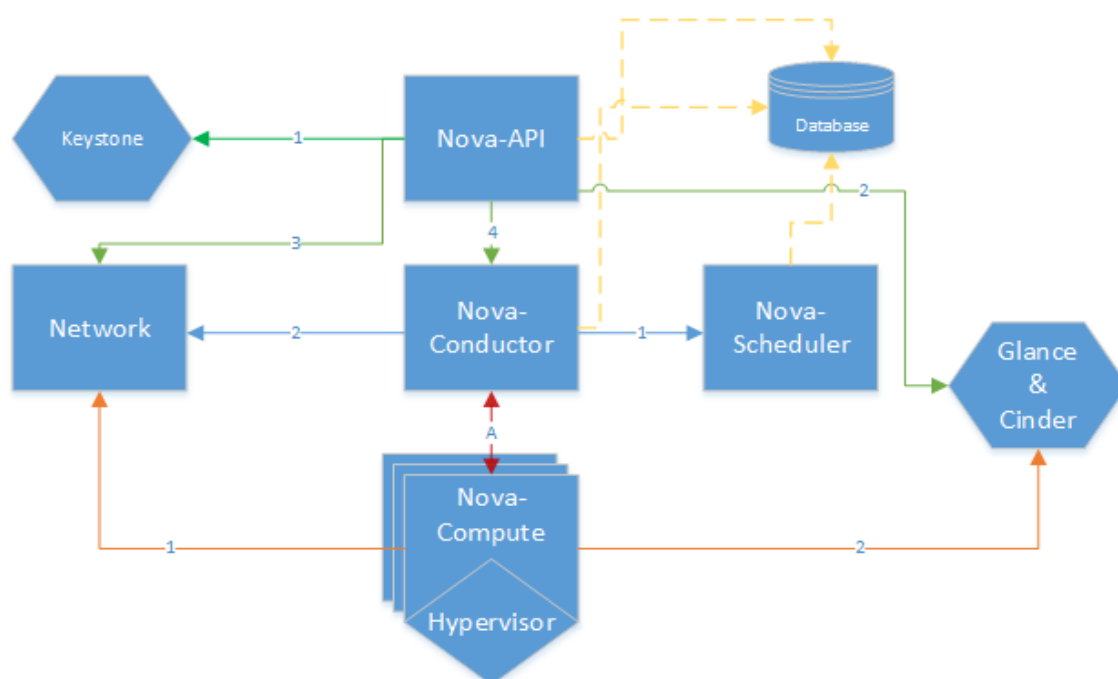 Keystone
1
Nova-API
Database
2
3
4
Network
2
Nova-
Conductor
1
Nova-
Scheduler
Glance
&
Cinder
A
Nova-
Compute
1
2
Hypervisor